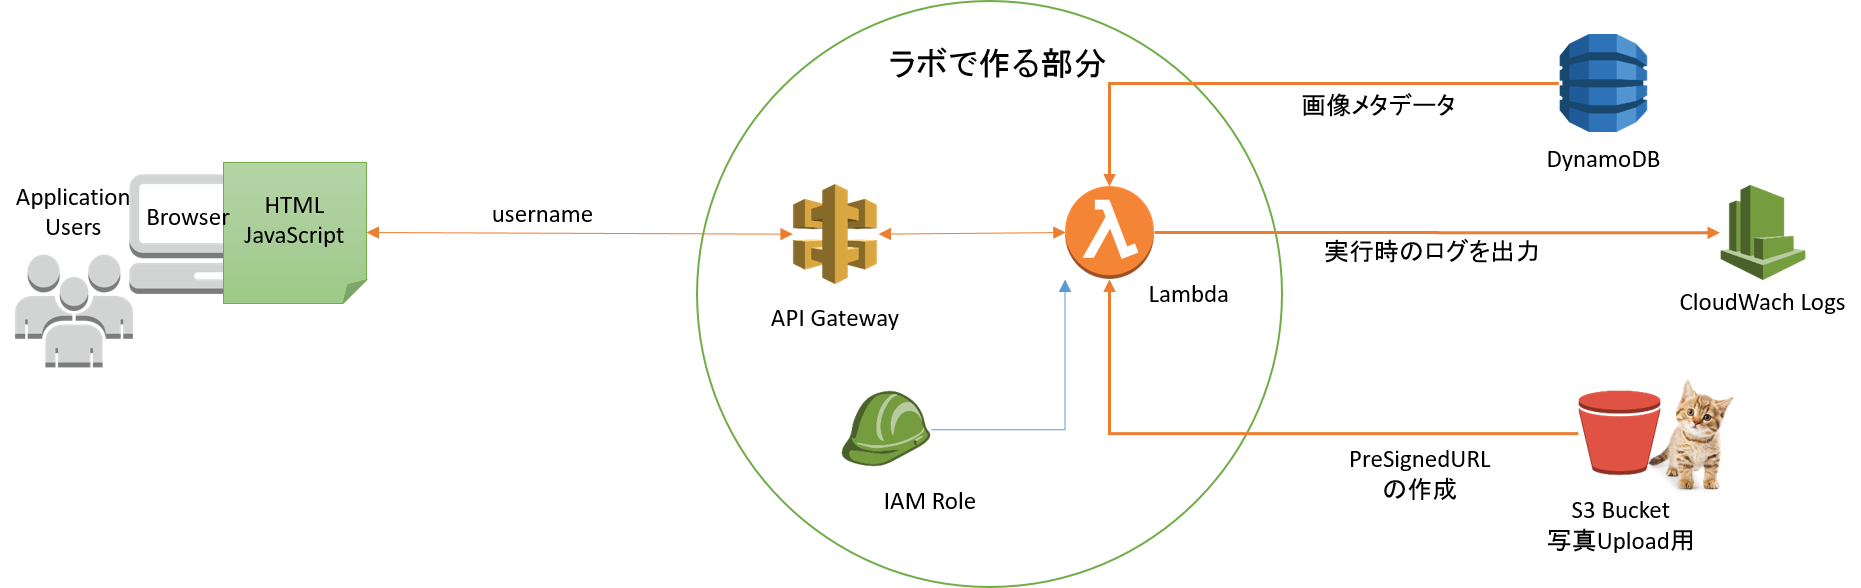 ラボで作る部分
画像メタデータ
DynamoDB
Application
Users
Browser
HTML
JavaScript
username
API Gateway
Lambda
実行時のログを出力
CloudWach Logs
IAM Role
PreSignedURL
の作成
S3 Bucket
写真Upload用